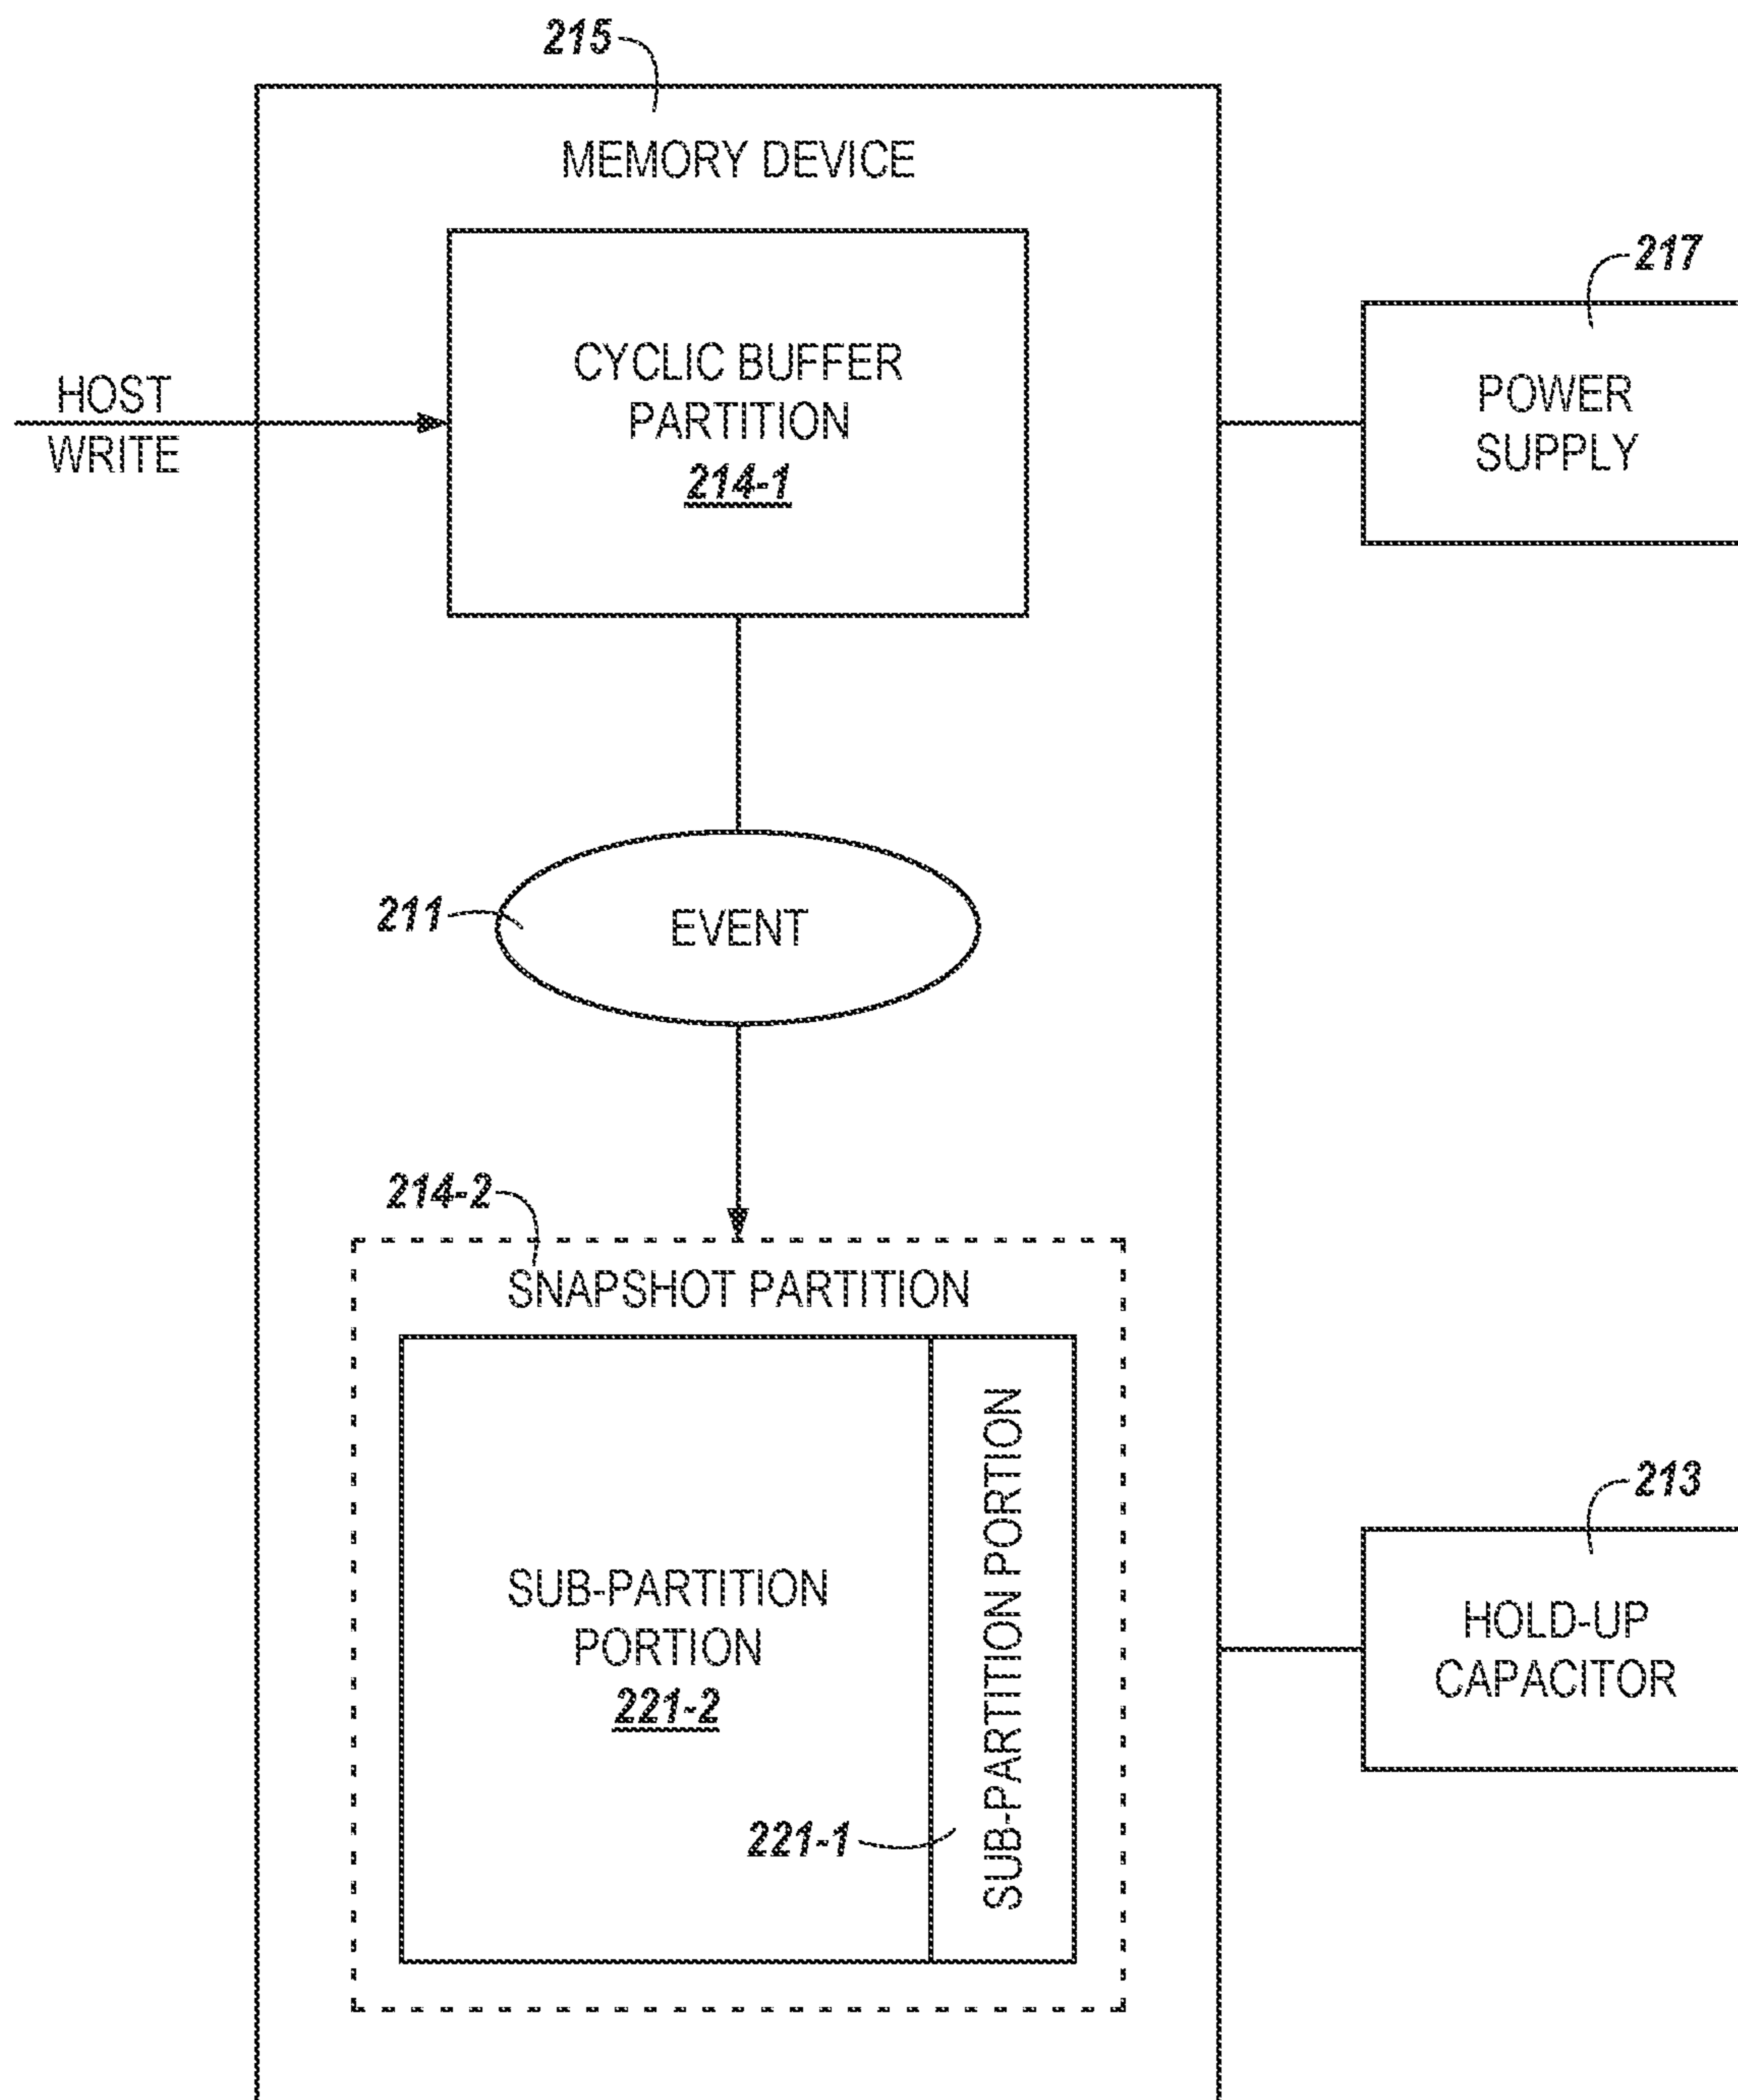 215
MEMORY DEVICE
217
CYCLIC BUFFER
PARTITION
214-1
HOST
WRITE
POWER
SUPPLY
211
EVENT
214-2
SNAPSHOT PARTITION
SUB-PARTITION
PORTION
221-2
SUB-PARTITION PORTION
221-1
213
HOLD-UP
CAPACITOR